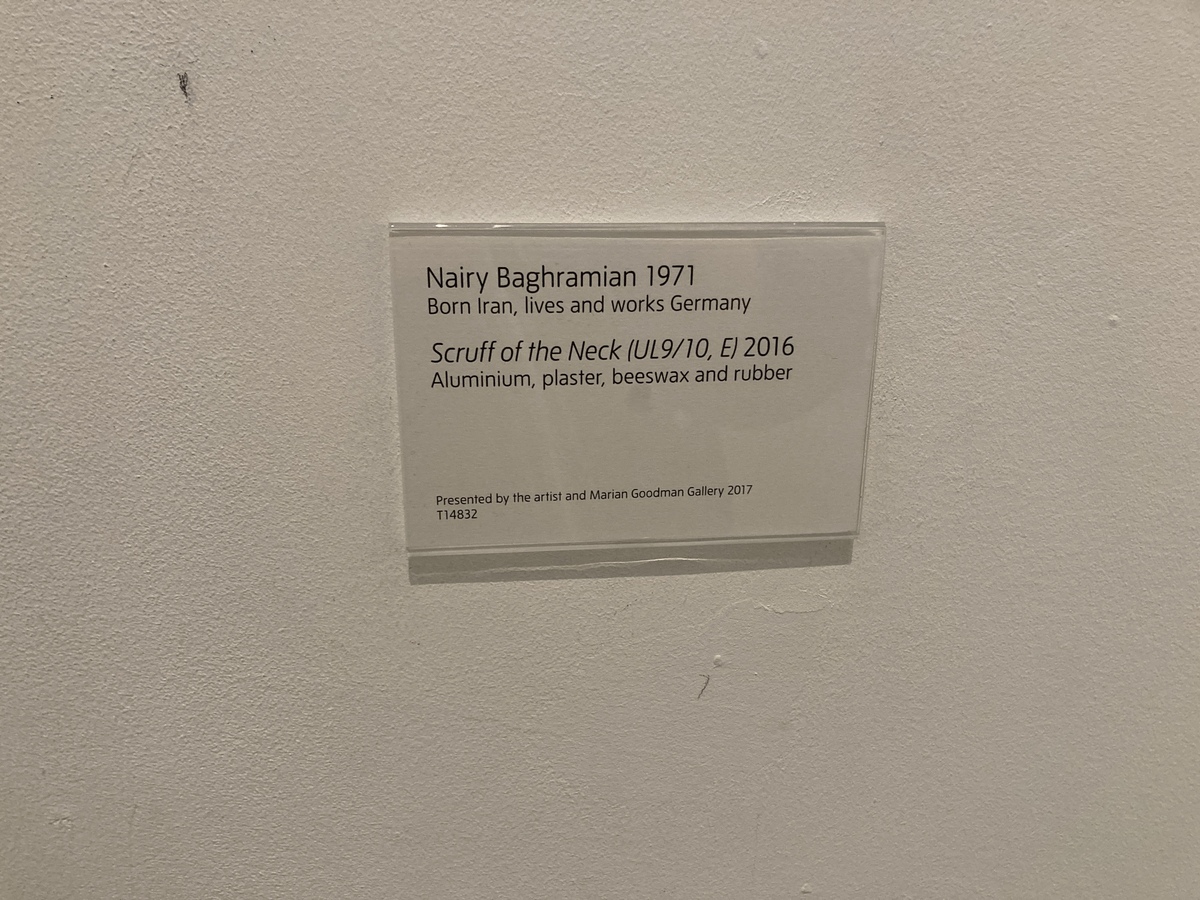 Nairy Baghramian 1971
Born Iran, lives and works Germany
Scruff of the Neck (UL9/10, E) 2016
Aluminium, plaster, beeswax and rubber
Presented by the artist and Marian Goodman Gallery 2017
T14832